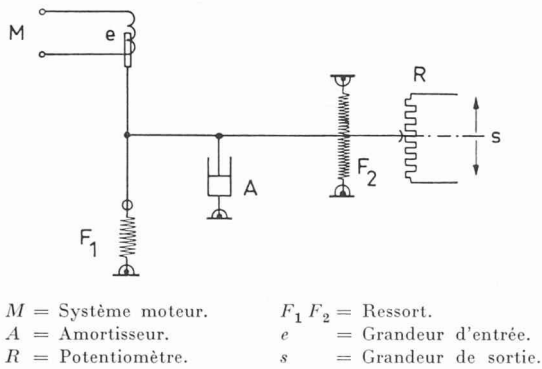 M
e
R
s
A
F₂
F₁
M = Système moteur.
A = Amortisseur.
R = Potentiomètre.
F₁ F₂ = Ressort.
e = Grandeur d'entrée.
s = Grandeur de sortie.